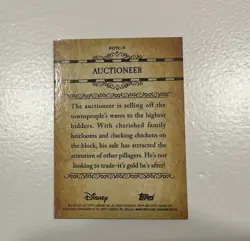 POTC-9
AUCTIONEER
The auctioneer is selling off the
townspeople's wares to the highest
bidders. With cherished family
heirlooms and clucking chickens on
the block, his sale has attracted the
attention of other pillagers. He's not
looking to trade–it's gold he's after!
Disney
Topps